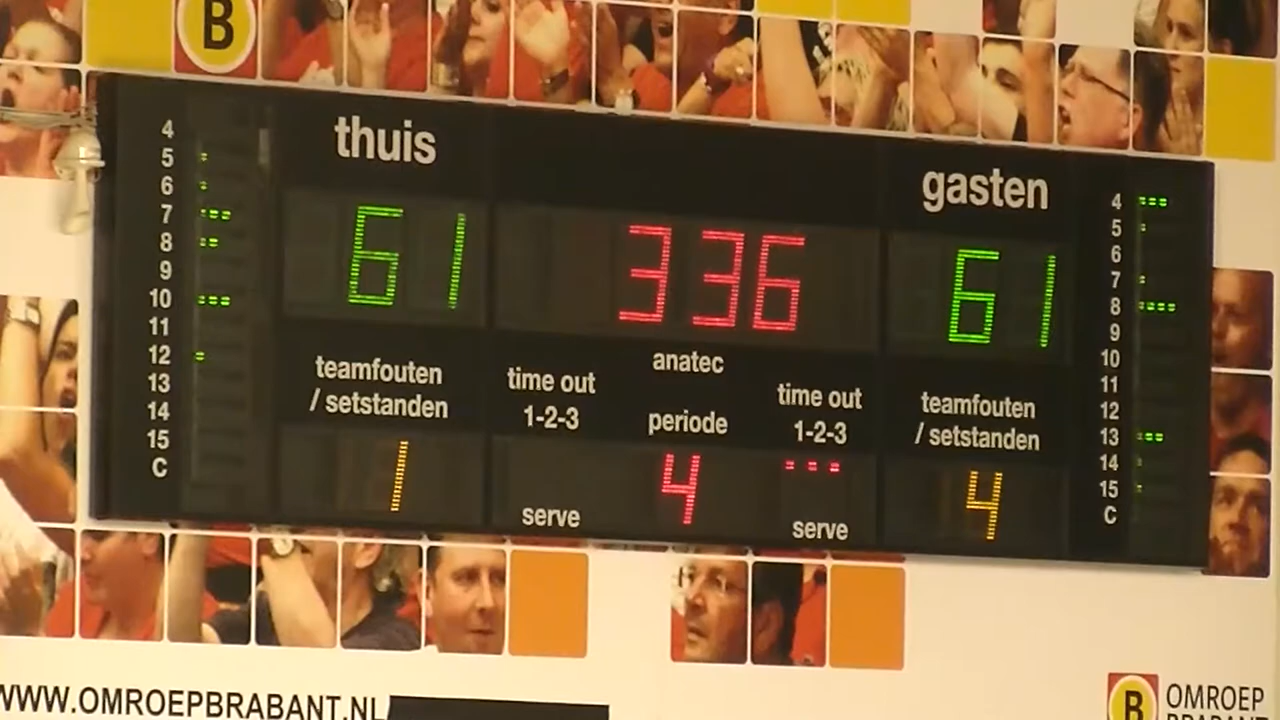 B
thuis
gasten
4
5
6
7
8
9
10
11
12
13
14
15
C
61
336
61
4
5
6
7
8
9
10
11
12
13
14
15
C
anatec
teamfouten
/ setstanden
time out
1-2-3
periode
time out
1-2-3
teamfouten
/ setstanden
1
4
4
serve
serve
WWW.OMROEPBRABANT.NL
B
OMROEP
BRABANT